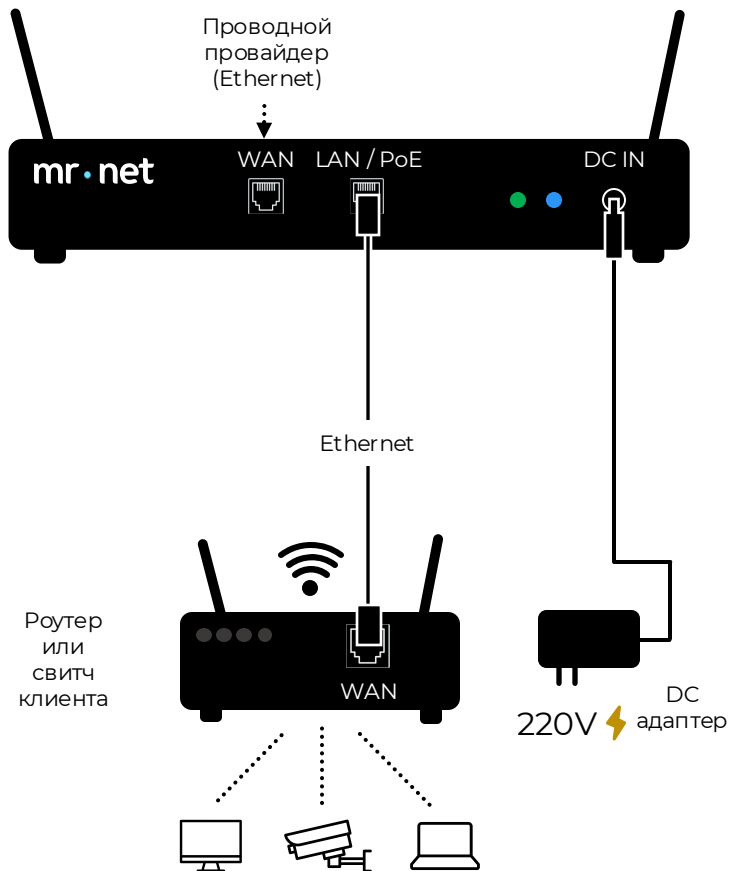 Проводной
провайдер
(Ethernet)
mr·net
WAN
LAN / PoE
DC IN
Ethernet
Роутер
или
свитч
клиента
WAN
220V
DC
адаптер